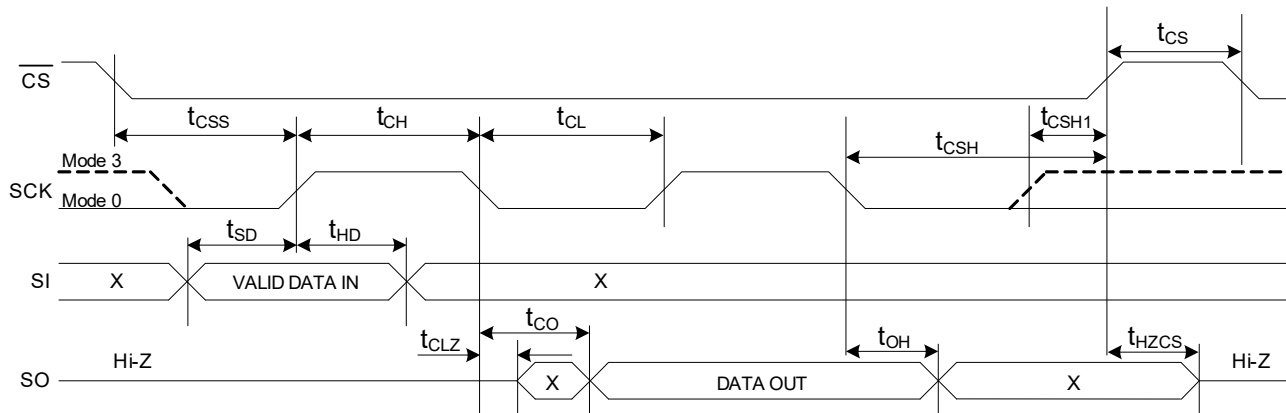 tCS
CS
tCSS tCH tCL tCSH1
tCSH
Mode 3
SCK
Mode 0
tSD tHD
SI X VALID DATA IN X
tCO
tCLZ tOH tHZCS
Hi-Z Hi-Z
SO X DATA OUT X